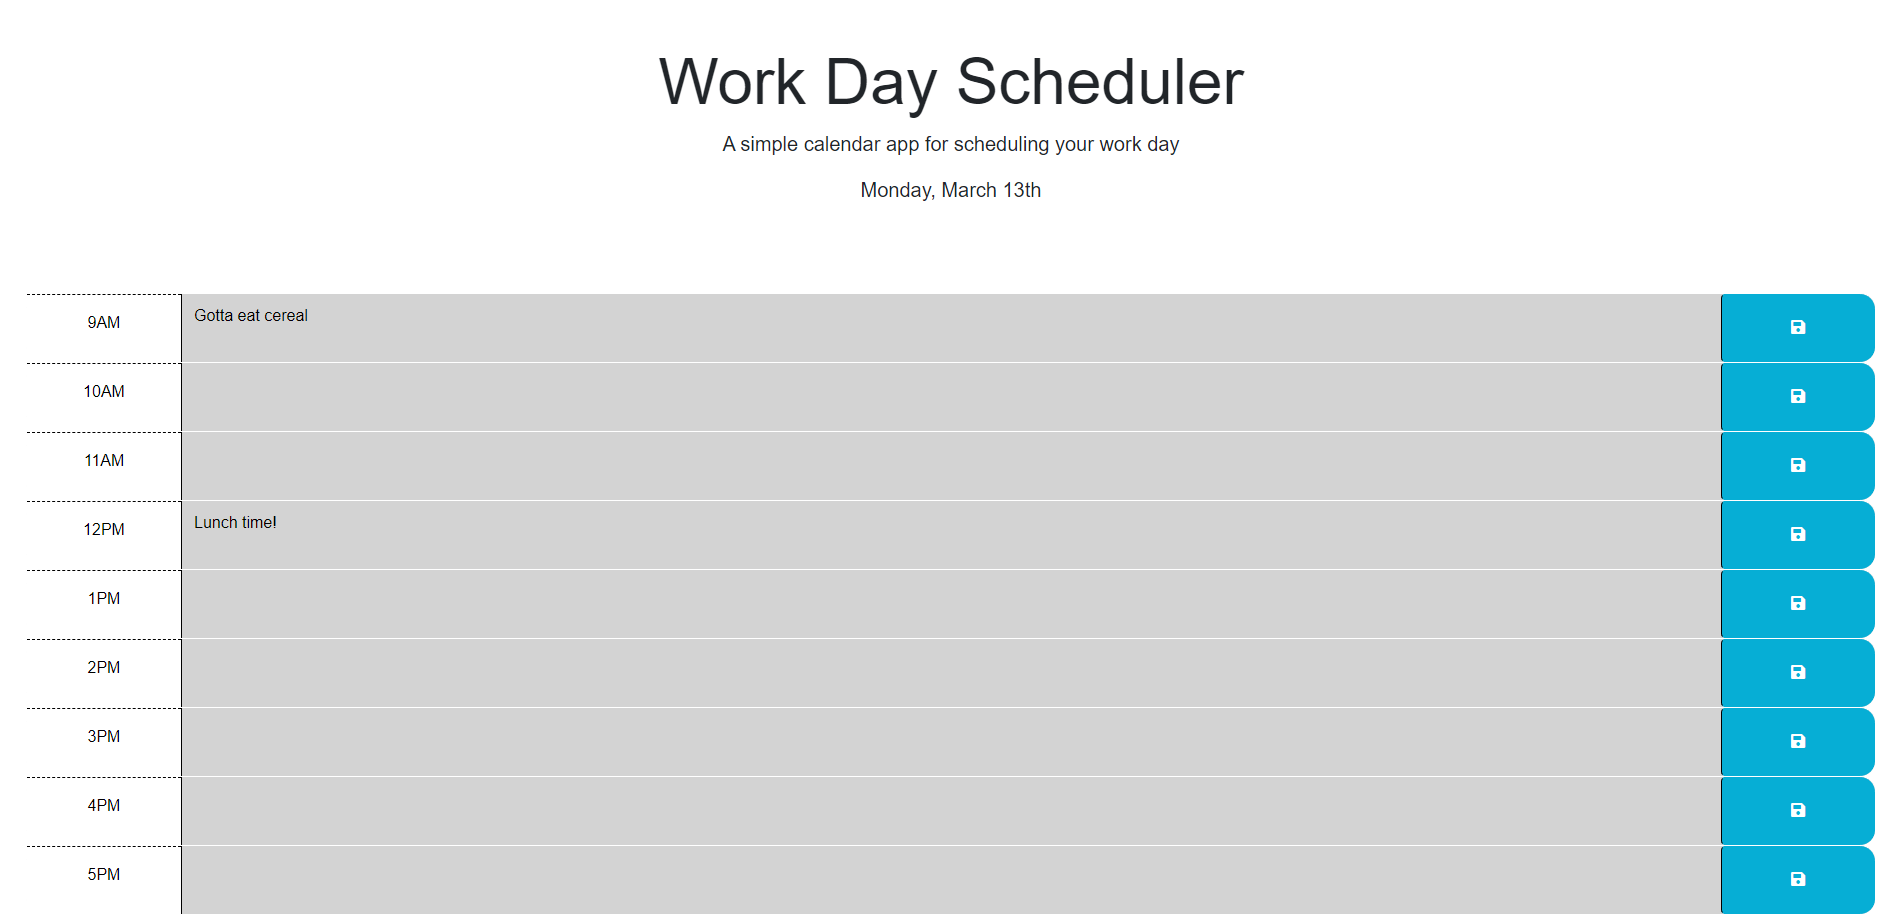 Work Day Scheduler
A simple calendar app for scheduling your work day
Monday, March 13th
9AM Gotta eat cereal
10AM
11AM
12PM Lunch time!
1PM
2PM
3PM
4PM
5PM